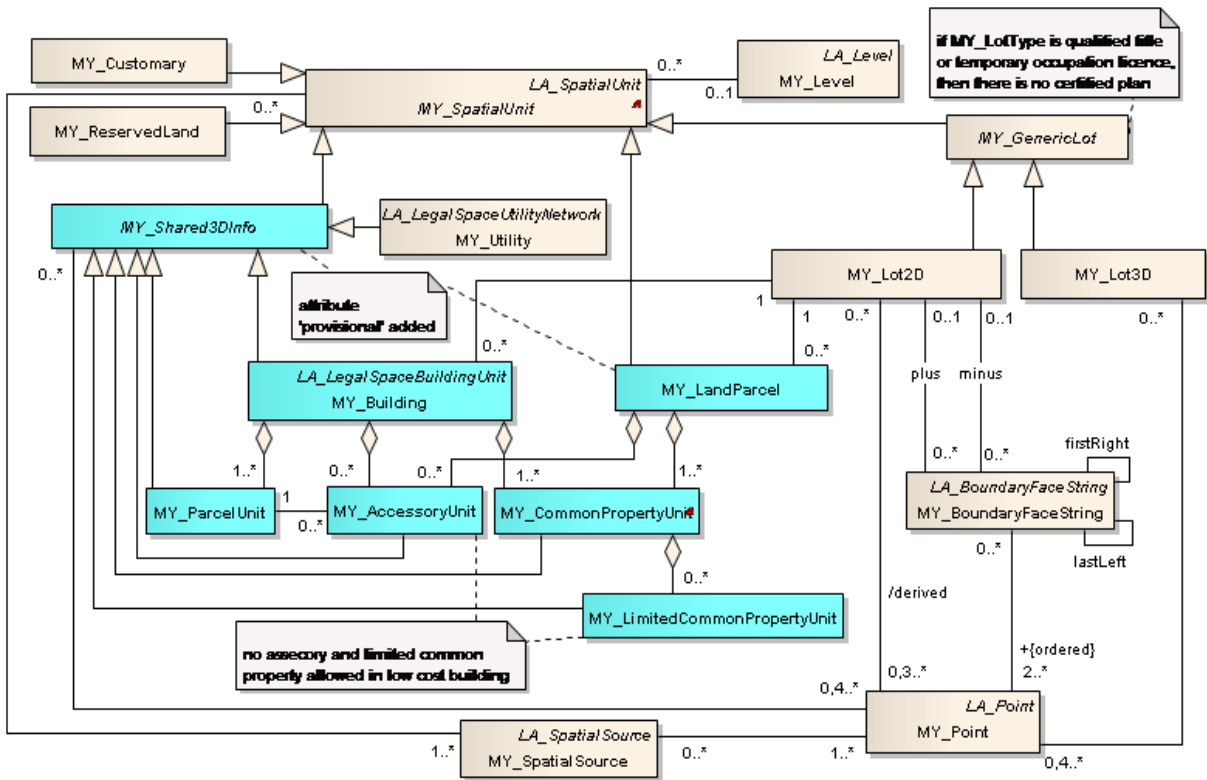 if MY_LotType is qualified title
or temporary occupation licence,
then there is no certified plan
MY_Customary
LA_SpatialUnit
MY_SpatialUnit
0..*
0..1
LA_Level
MY_Level
MY_ReservedLand
0..*
MY_GenericLot
MY_Shared3DInfo
LA_LegalSpaceUtilityNetwork
MY_Utility
0..*
MY_Lot2D
MY_Lot3D
attribute
'provisional' added
1
1
0..*
0..1
0..1
0..*
0..*
0..*
LA_LegalSpaceBuildingUnit
MY_Building
MY_LandParcel
plus
minus
firstRight
0..*
0..*
1..*
0..*
0..*
1..*
1..*
LA_BoundaryFaceString
MY_BoundaryFaceString
MY_ParcelUnit
1
0..*
MY_AccessoryUnit
MY_CommonPropertyUnit
0..*
lastLeft
0..*
/derived
MY_LimitedCommonPropertyUnit
no assecory and limited common
property allowed in low cost building
+{ordered}
2..*
0,3..*
0,4..*
LA_Point
MY_Point
LA_SpatialSource
MY_SpatialSource
1..*
0..*
1..*
0,4..*